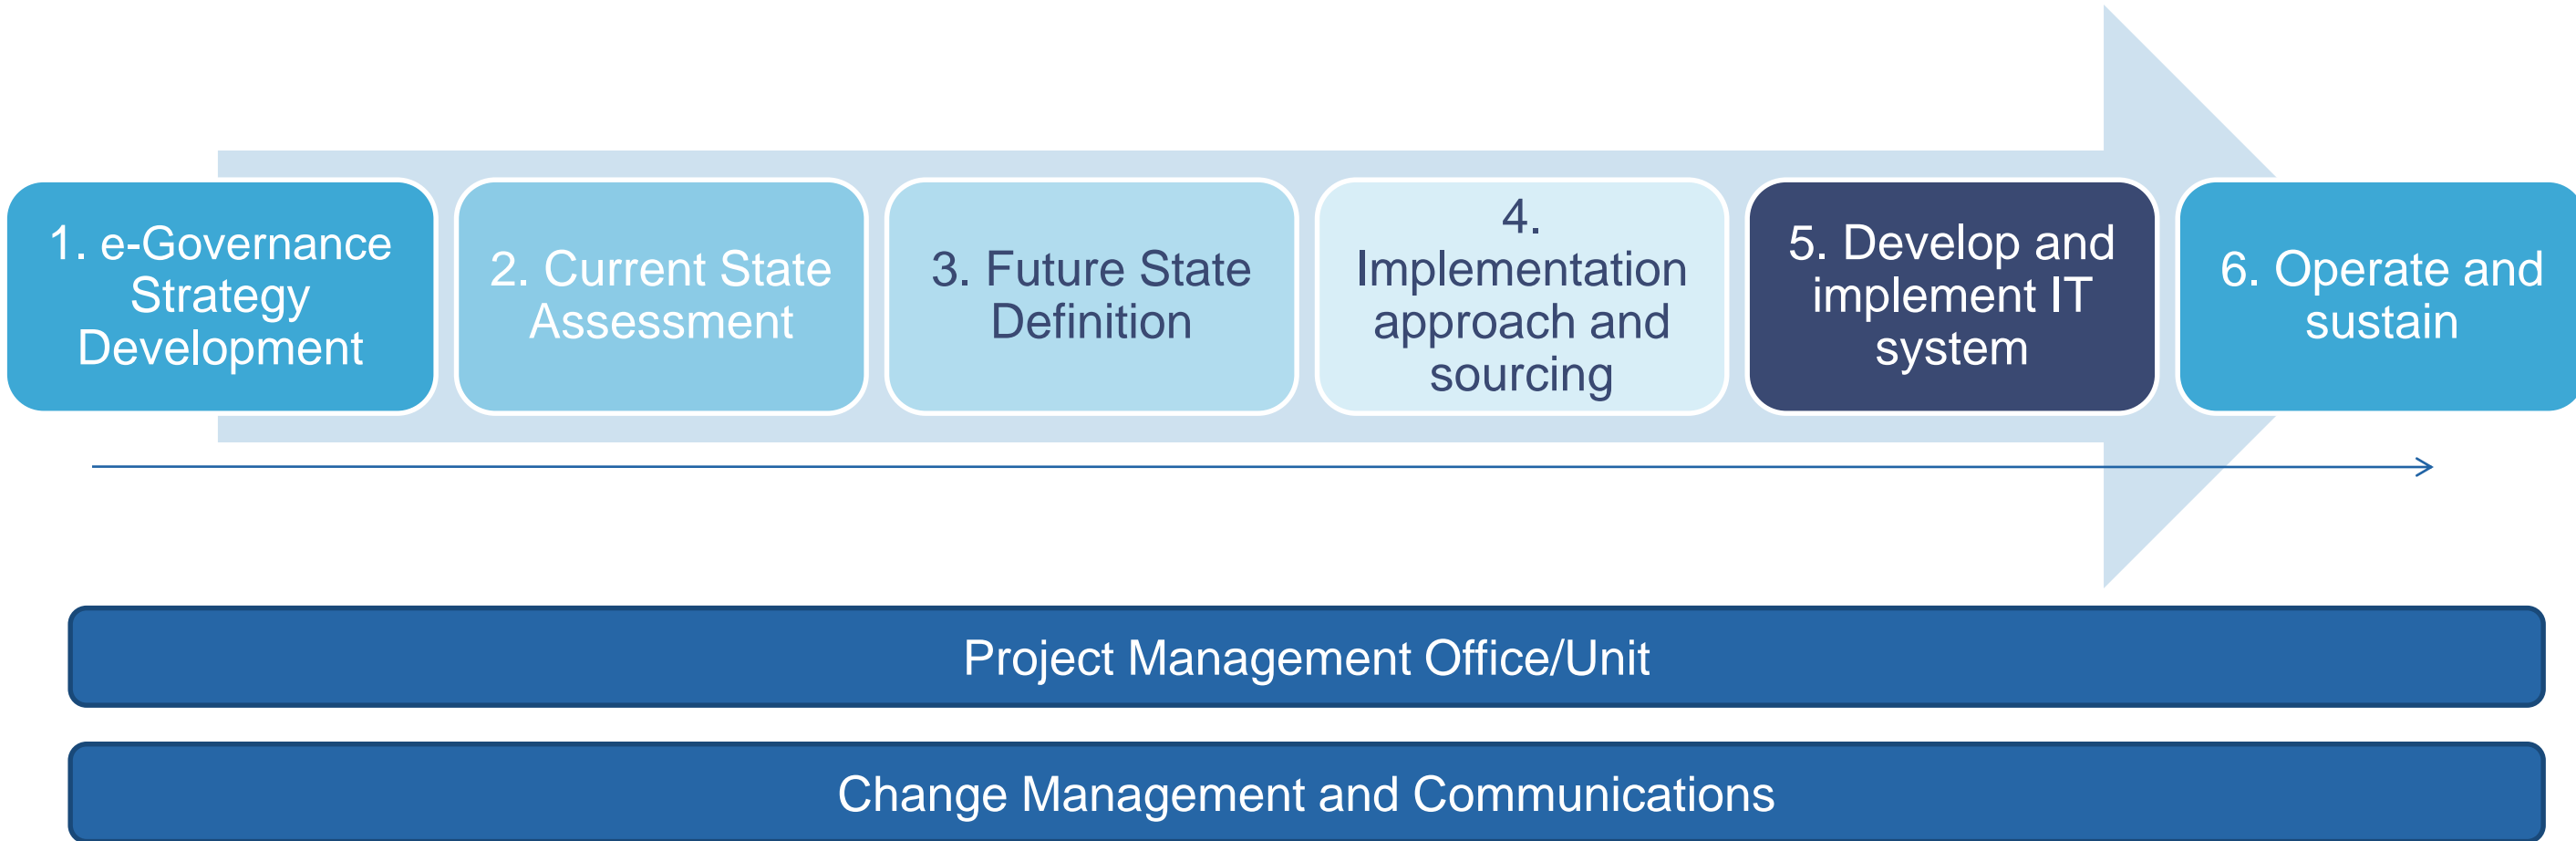 1. e-Governance
Strategy
Development
2. Current State
Assessment
3. Future State
Definition
4.
Implementation
approach and
sourcing
5. Develop and
implement IT
system
6. Operate and
sustain
Project Management Office/Unit
Change Management and Communications